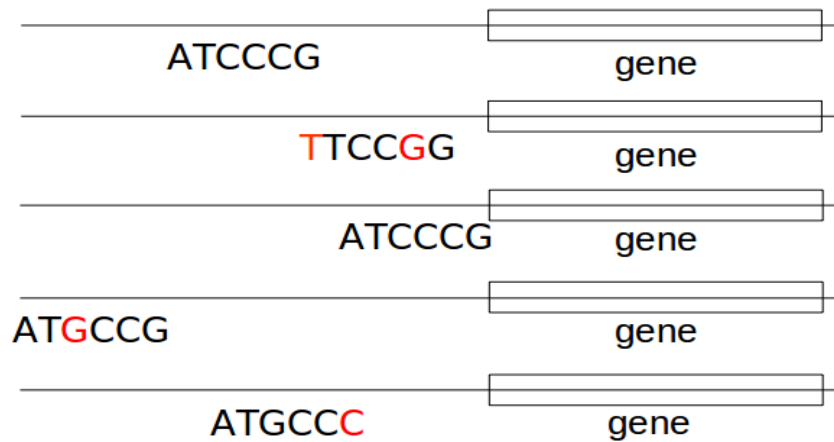 ATCCCG gene
TTCCGG gene
ATCCCG gene
ATGCCG gene
ATGCCC gene